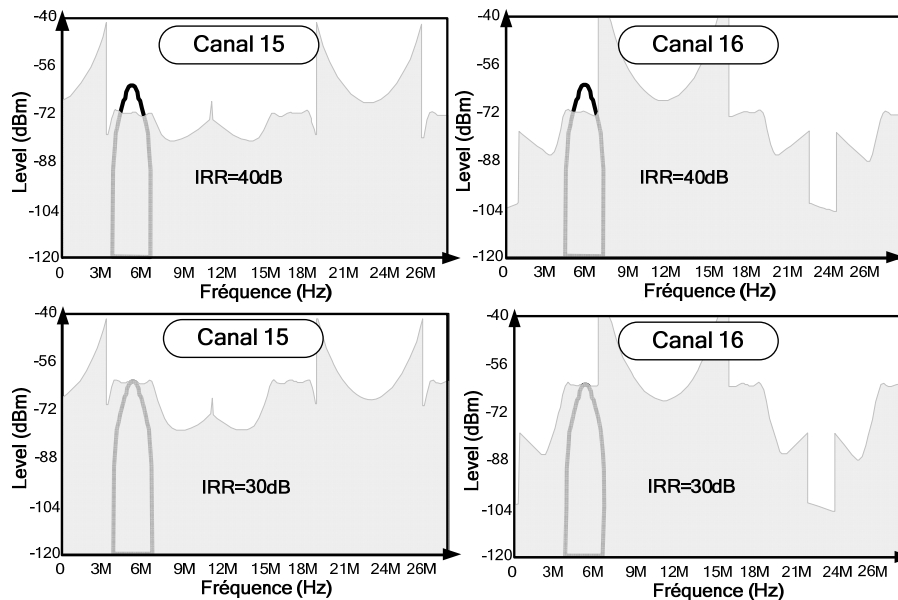 -40
-56
-72
-88
-104
-120
Level (dBm)
Canal 15
IRR=40dB
0 3M 6M 9M 12M 15M 18M 21M 24M 26M
Fréquence (Hz)
-40
-56
-72
-88
-104
-120
Level (dBm)
Canal 16
IRR=40dB
0 3M 6M 9M 12M 15M 18M 21M 24M 26M
Fréquence (Hz)
-40
-56
-72
-88
-104
-120
Level (dBm)
Canal 15
IRR=30dB
0 3M 6M 9M 12M 15M 18M 21M 24M 26M
Fréquence (Hz)
-40
-56
-72
-88
-104
-120
Level (dBm)
Canal 16
IRR=30dB
0 3M 6M 9M 12M 15M 18M 21M 24M 26M
Fréquence (Hz)